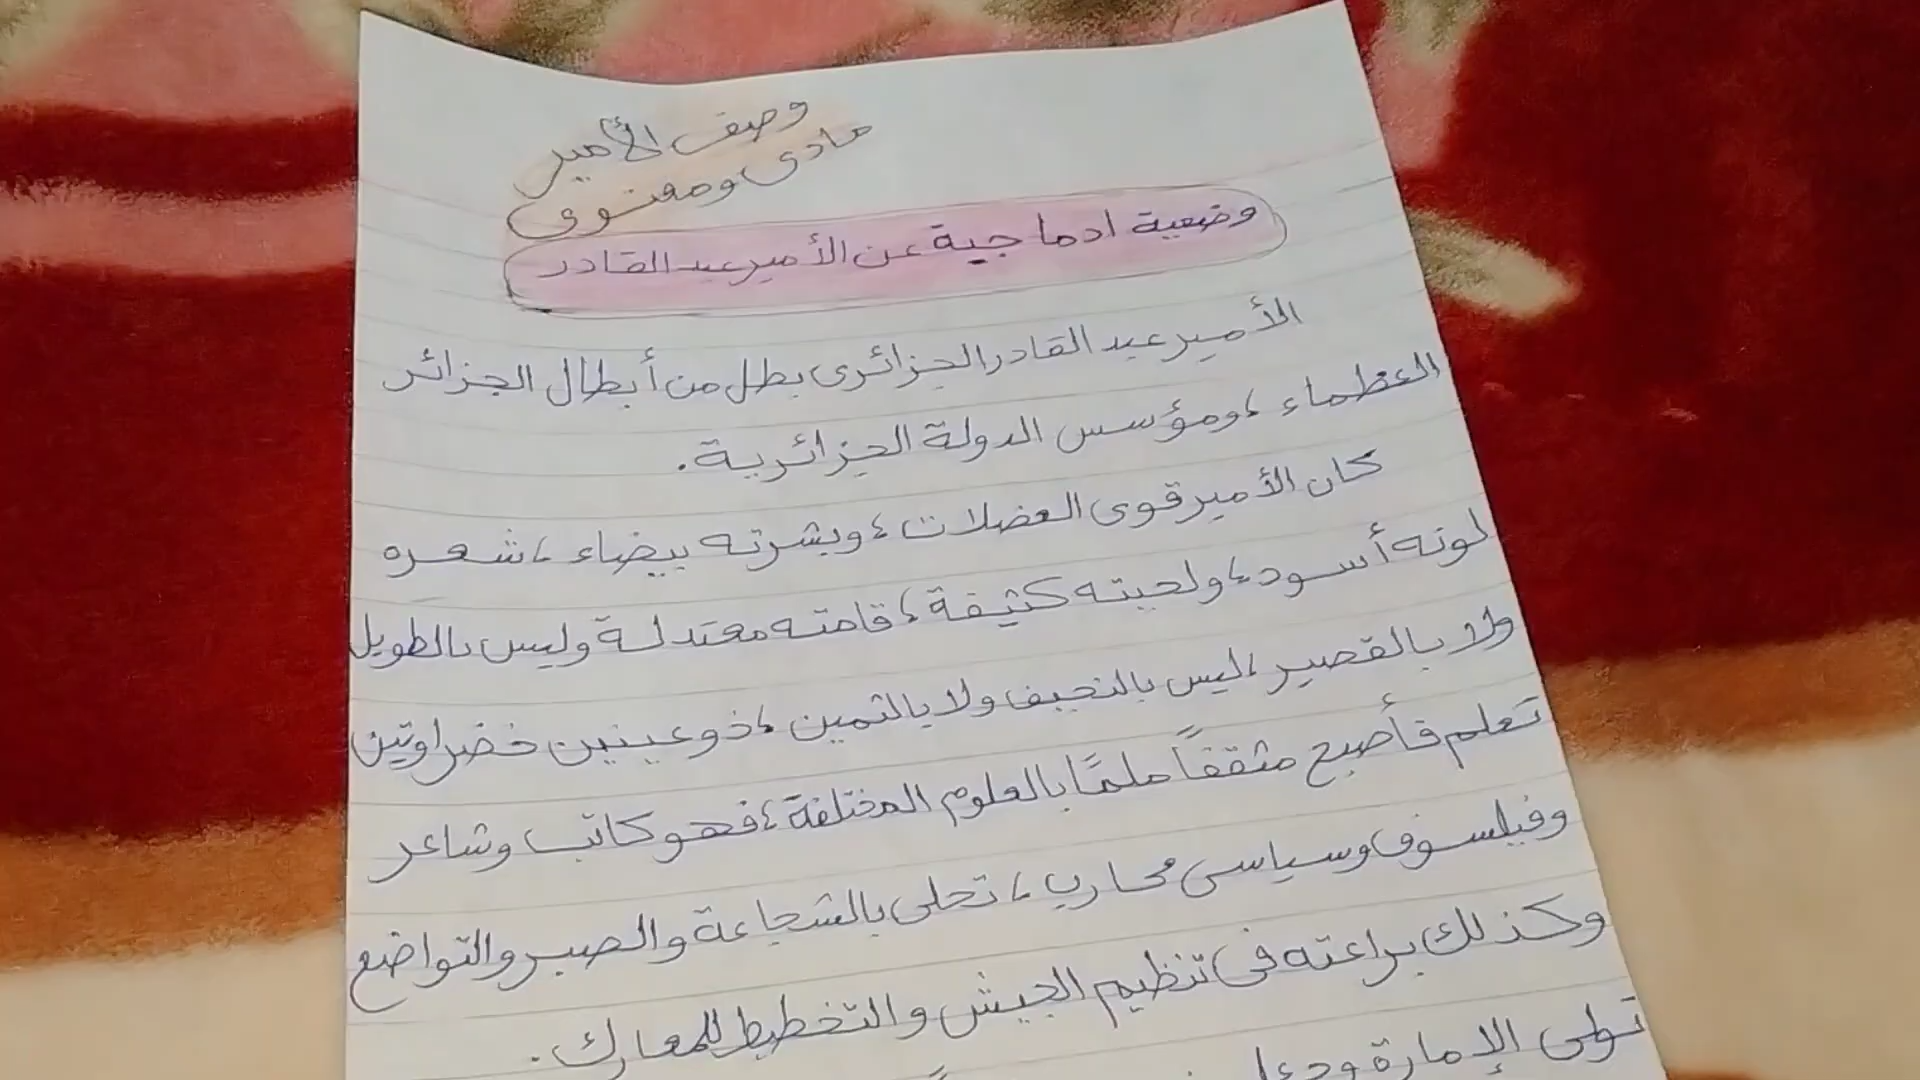 وصف الأمير
مادي ومعنوي
وضعية ادماجية عن الأمير عبد القادر
الأمير عبد القادر الجزائري بطل من أبطال الجزائر
العظماء، ومؤسس الدولة الجزائرية.
كان الأمير قوي العضلات، وبشرته بيضاء، شعره
لونه أسود، ولحيته كثيفة، قامته معتدلة وليس بالطويل
ولا بالقصير، ليس بالنحيف ولا بالثمين، ذو عينين خضراوتين
تعلم فأصبح مثقفاً ملمًا بالعلوم المختلفة، فهو كاتب وشاعر
وفيلسوف وسياسي محارب، تحلى بالشجاعة والصبر والتواضع
وكذلك براعته في تنظيم الجيش والتخطيط للمعارك.
تولى الإمارة